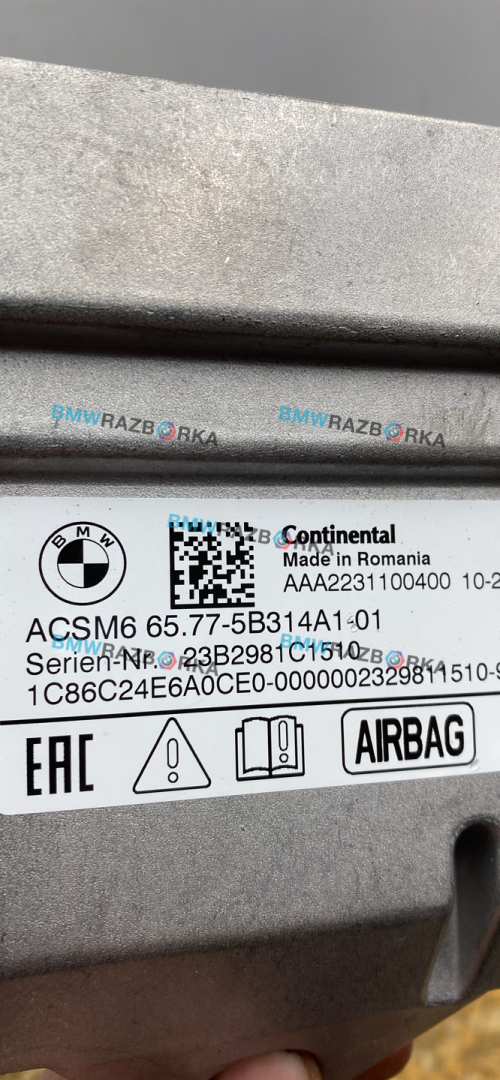 BMWRAZBORKA BMWRAZBORKA
BMW
BMWRAZBORKA
Continental
Made in Romania
AAA2231100400 10-2
ACSM6 65.77-5B314A1-01
Serien-Nr. 23B2981C1510
BMWRAZBORKA BMWRAZBORKA
1C86C24E6A0CE0-0000002329811510-9
EAC
AIRBAG